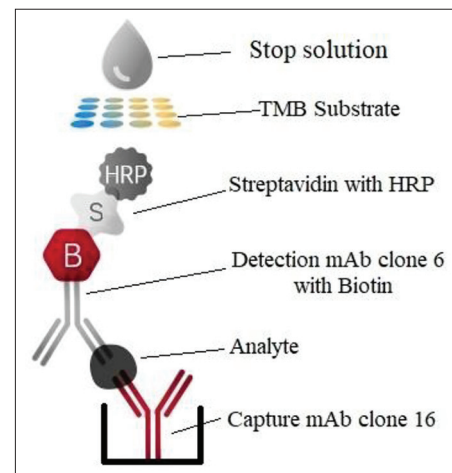 Stop solution
TMB Substrate
HRP
Streptavidin with HRP
S
B
Detection mAb clone 6
with Biotin
Analyte
Capture mAb clone 16